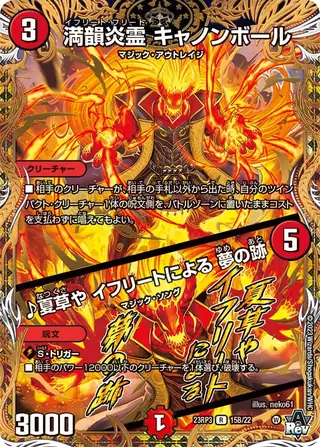 3
イフリート・フリード
満韻炎霊 キャノンボール
マジック・アウトレイジ
クリーチャー
■相手のクリーチャーが、相手の手札以外から出た時、自分のツイン
パクト・クリーチャー1体の呪文側を、バトルゾーンに置いたままコスト
を支払わずに唱えてもよい。
5
♪夏草や イフリートによる 夢の跡
マジック・ソング
呪文
S・トリガー
■相手のパワー12000以下のクリーチャーを1体選び、破壊する。
夏草や
イフリート
による
夢の跡
illus. neko61
3000
23RP3 R 15B/22
Rev